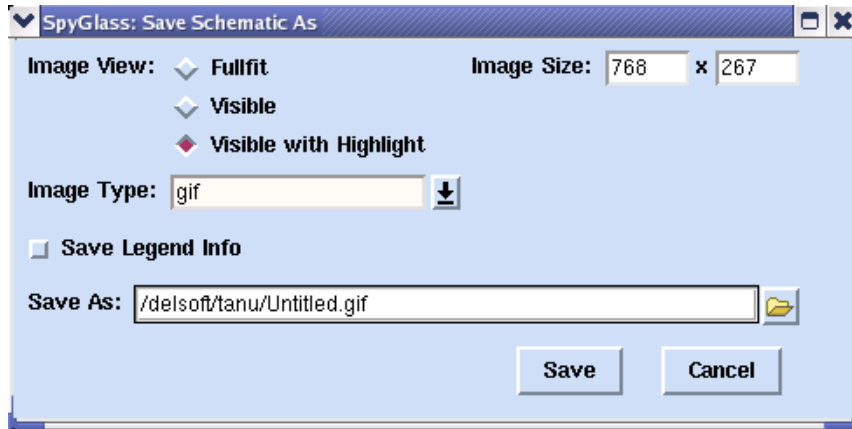 SpyGlass: Save Schematic As
Image View: Fullfit Image Size: 768 x 267
Visible
Visible with Highlight
Image Type: gif
Save Legend Info
Save As: /delsoft/tanu/Untitled.gif
Save Cancel